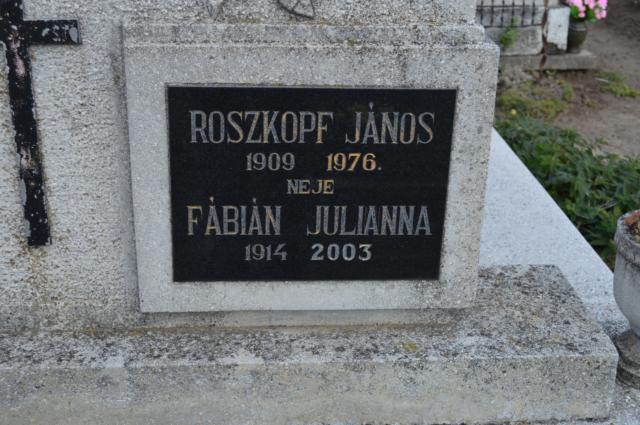 ROSZKOPF JÁNOS
1909 1976.
NEJE
FÁBIÁN JULIANNA
1914 2003